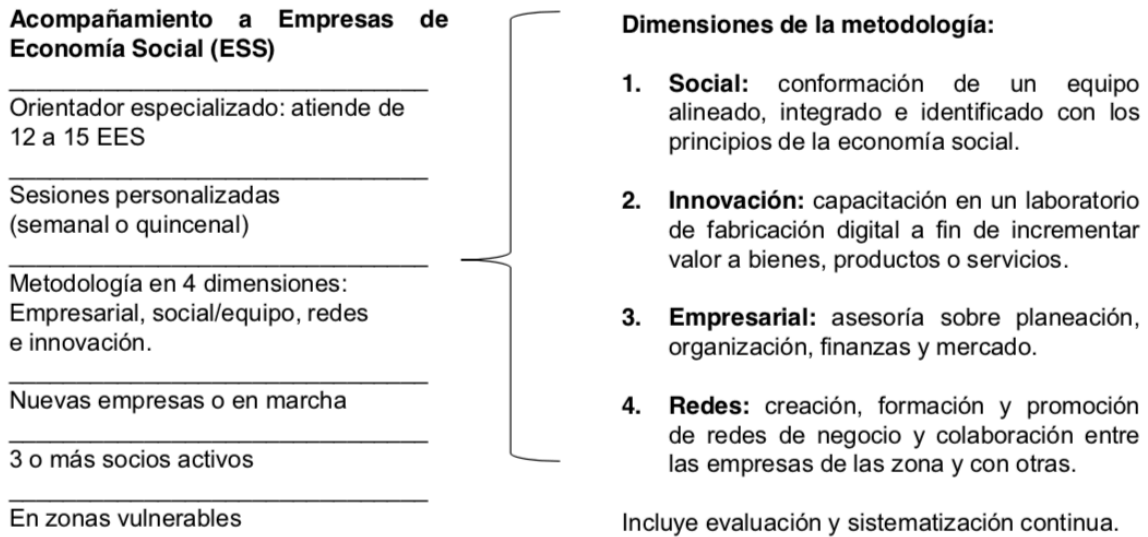 Acompañamiento a Empresas de
Economía Social (ESS)
Orientador especializado: atiende de
12 a 15 EES
Sesiones personalizadas
(semanal o quincenal)
Metodología en 4 dimensiones:
Empresarial, social/equipo, redes
e innovación.
Nuevas empresas o en marcha
3 o más socios activos
En zonas vulnerables
Dimensiones de la metodología:
1. Social: conformación de un equipo
alineado, integrado e identificado con los
principios de la economía social.
2. Innovación: capacitación en un laboratorio
de fabricación digital a fin de incrementar
valor a bienes, productos o servicios.
3. Empresarial: asesoría sobre planeación,
organización, finanzas y mercado.
4. Redes: creación, formación y promoción
de redes de negocio y colaboración entre
las empresas de las zona y con otras.
Incluye evaluación y sistematización continua.